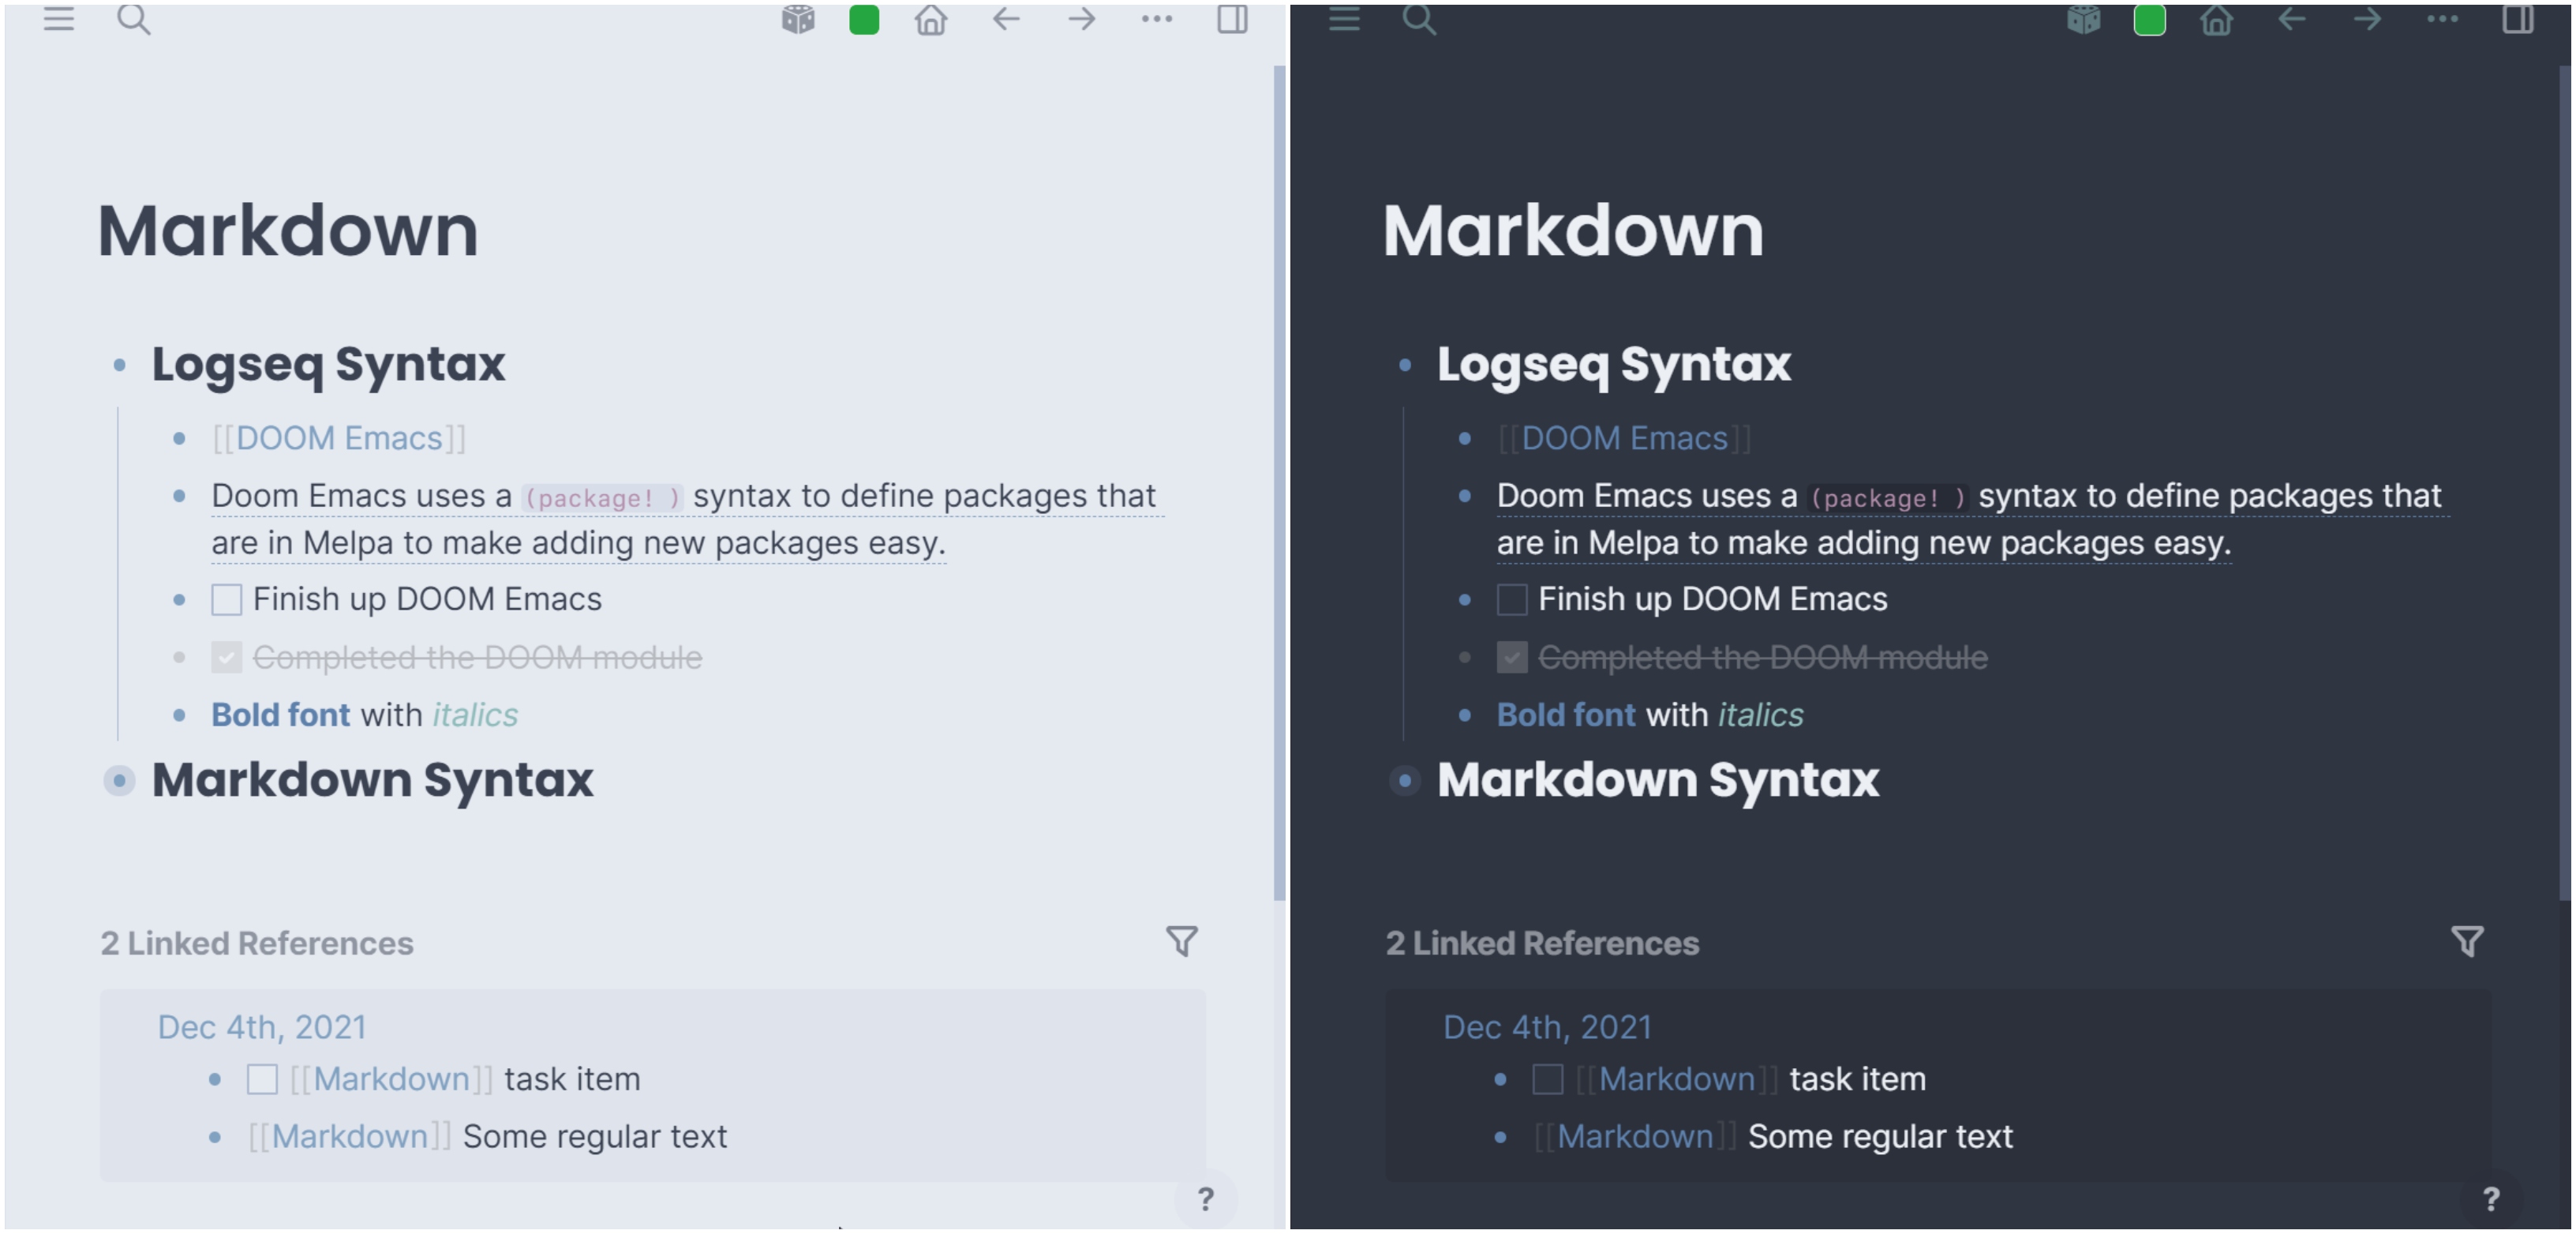 Markdown
Logseq Syntax
[[DOOM Emacs]]
Doom Emacs uses a (package! ) syntax to define packages that
are in Melpa to make adding new packages easy.
Finish up DOOM Emacs
Completed the DOOM module
Bold font with italics
Markdown Syntax
2 Linked References
Dec 4th, 2021
[[Markdown]] task item
[[Markdown]] Some regular text
?
Markdown
Logseq Syntax
[[DOOM Emacs]]
Doom Emacs uses a (package! ) syntax to define packages that
are in Melpa to make adding new packages easy.
Finish up DOOM Emacs
Completed the DOOM module
Bold font with italics
Markdown Syntax
2 Linked References
Dec 4th, 2021
[[Markdown]] task item
[[Markdown]] Some regular text
?